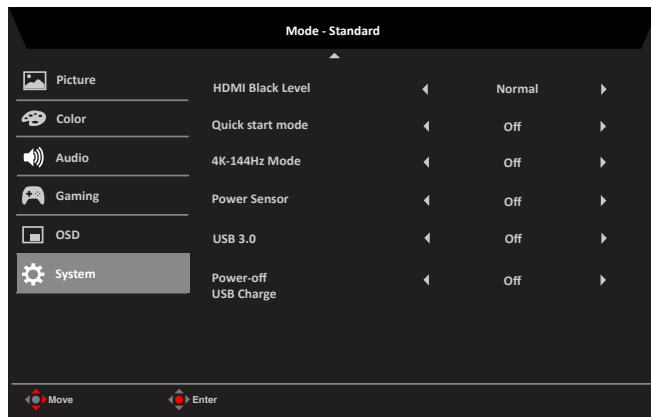 Mode - Standard
Picture
Color
Audio
Gaming
OSD
System
HDMI Black Level Normal
Quick start mode Off
4K-144Hz Mode Off
Power Sensor Off
USB 3.0 Off
Power-off Off
USB Charge
Move Enter